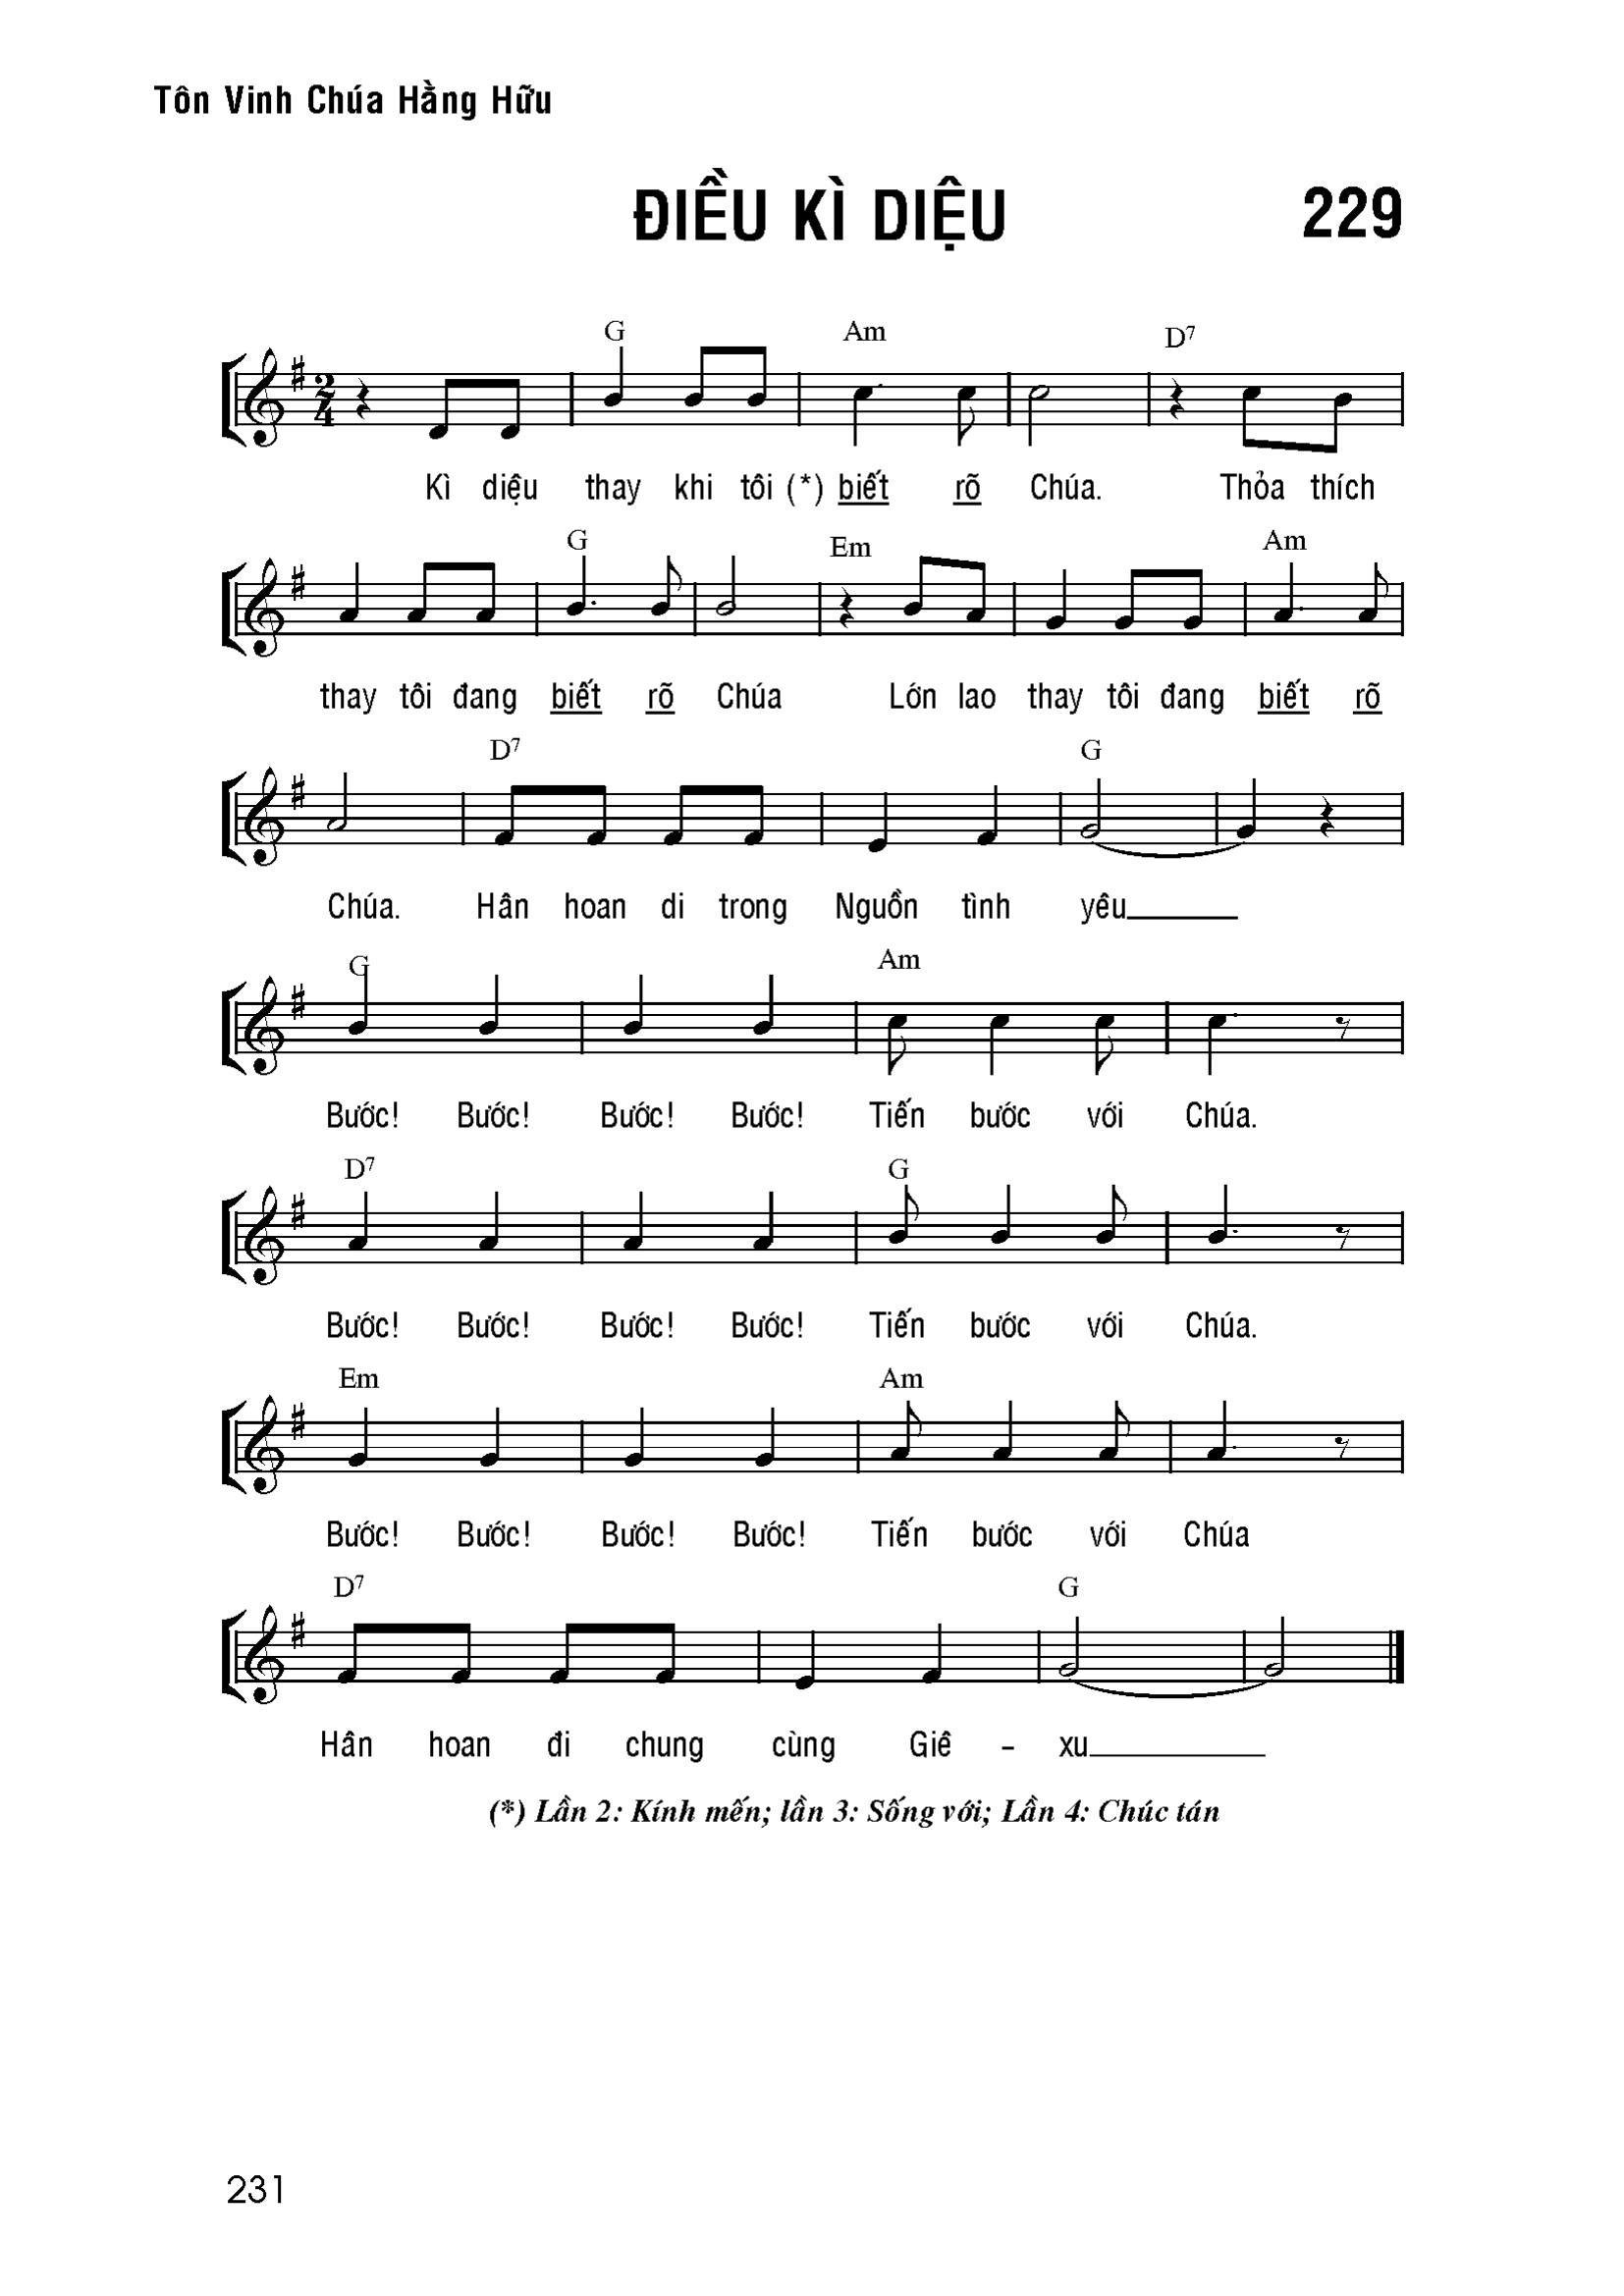 Tôn Vinh Chúa Hằng Hữu
ĐIỀU KÌ DIỆU 229
G Am D7
2
4
Kì diệu thay khi tôi (*) biết rõ Chúa. Thỏa thích
G Em Am
thay tôi đang biết rõ Chúa Lớn lao thay tôi đang biết rõ
D7 G
Chúa. Hân hoan di trong Nguồn tình yêu
G Am
Bước! Bước! Bước! Bước! Tiến bước với Chúa.
D7 G
Bước! Bước! Bước! Bước! Tiến bước với Chúa.
Em Am
Bước! Bước! Bước! Bước! Tiến bước với Chúa
D7 G
Hân hoan đi chung cùng Giê - xu
(*) Lần 2: Kính mến; lần 3: Sống với; Lần 4: Chúc tán
231